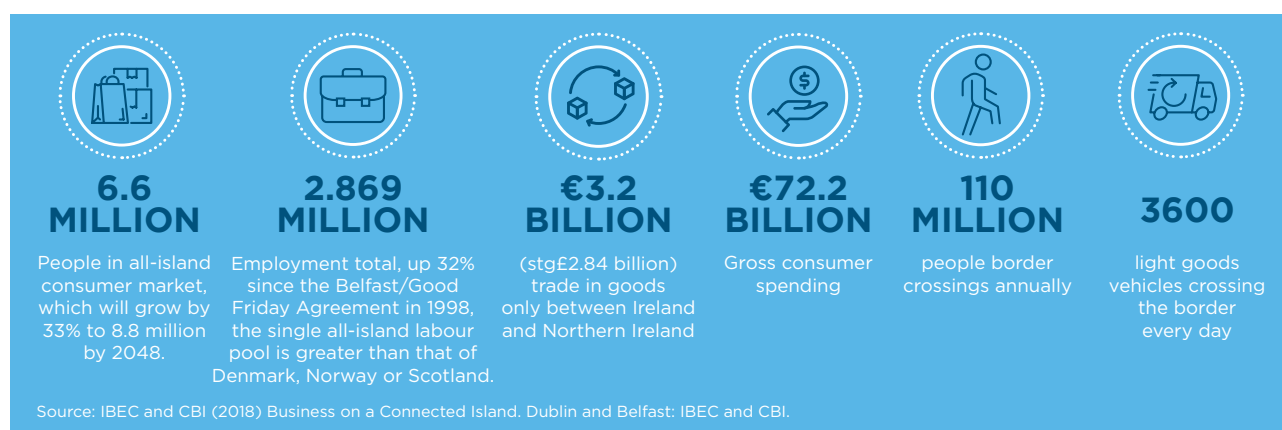 6.6
MILLION
People in all-island
consumer market,
which will grow by
33% to 8.8 million
by 2048.
2.869
MILLION
Employment total, up 32%
since the Belfast/Good
Friday Agreement in 1998,
the single all-island labour
pool is greater than that of
Denmark, Norway or Scotland.
€3.2
BILLION
(stg£2.84 billion)
trade in goods
only between Ireland
and Northern Ireland
€72.2
BILLION
Gross consumer
spending
110
MILLION
people border
crossings annually
3600
light goods
vehicles crossing
the border
every day
Source: IBEC and CBI (2018) Business on a Connected Island. Dublin and Belfast: IBEC and CBI.